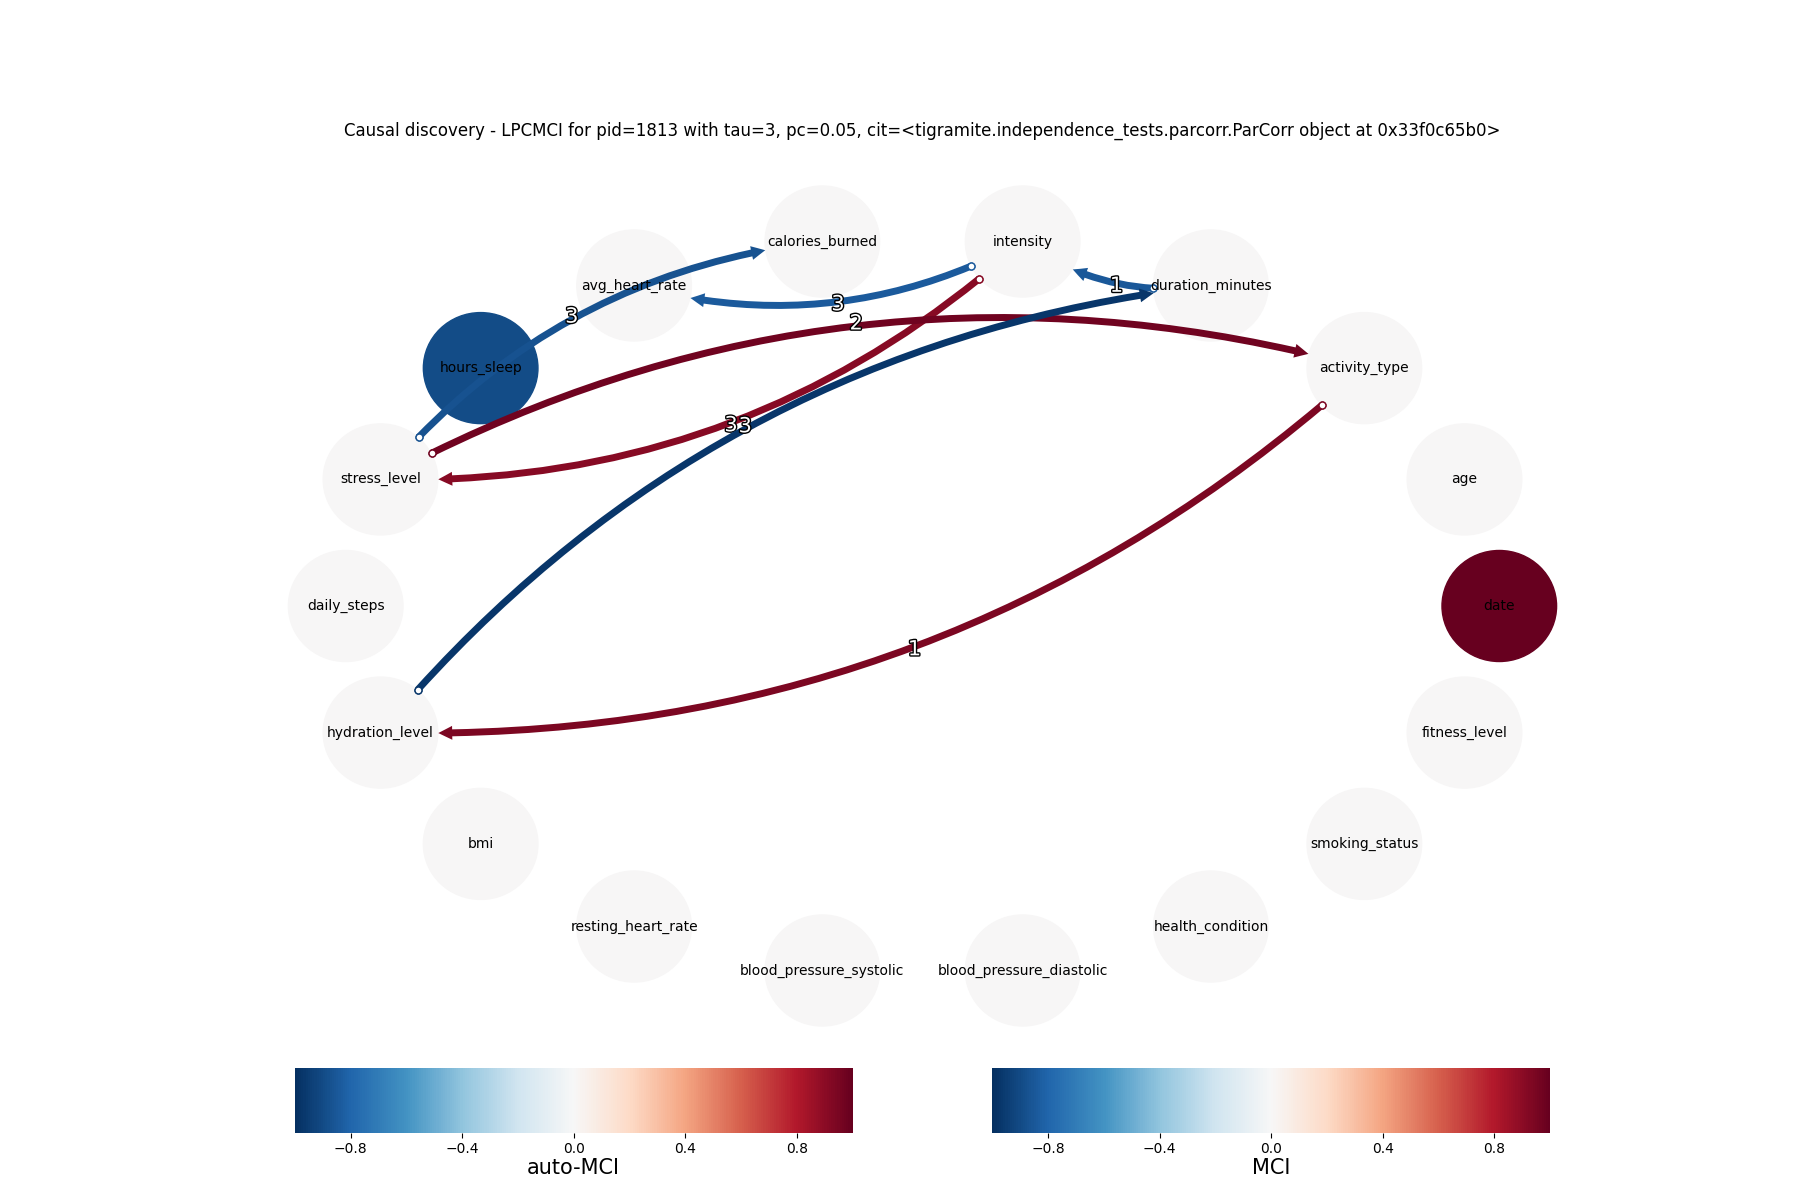 Causal discovery - LPCMCI for pid=1813 with tau=3, pc=0.05, cit=<tigramite.independence_tests.parcorr.ParCorr object at 0x33f0c65b0>
calories_burned
intensity
avg_heart_rate
1
duration_minutes
3
3
2
hours_sleep
activity_type
3
3
stress_level
age
daily_steps
date
1
hydration_level
fitness_level
bmi
smoking_status
resting_heart_rate
health_condition
blood_pressure_systolic
blood_pressure_diastolic
−0.8 −0.4 0.0 0.4 0.8
auto-MCI
−0.8 −0.4 0.0 0.4 0.8
MCI